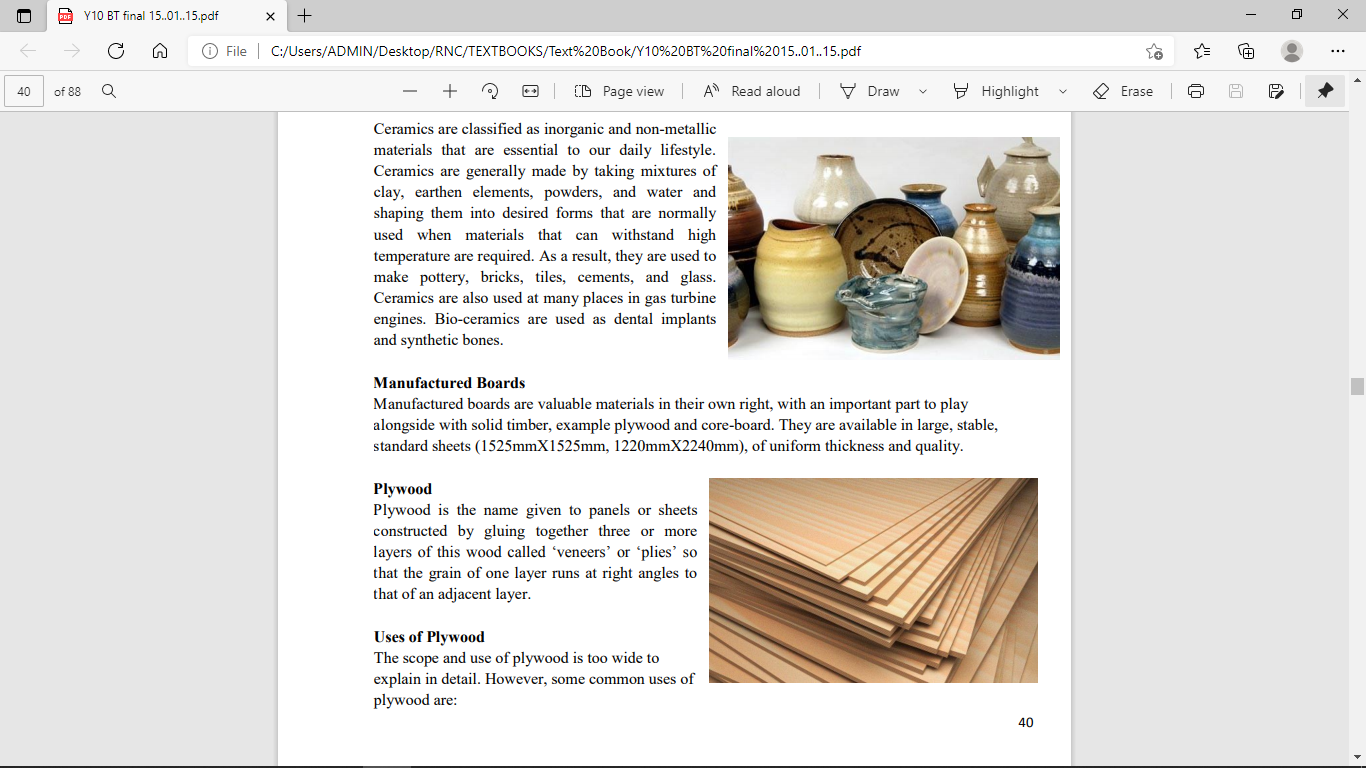 Y10 BT final 15..01..15.pdf
File
C:/Users/ADMIN/Desktop/RNC/TEXTBOOKS/Text%20Book/Y10%20BT%20final%2015..01..15.pdf
40 of 88
Page view
Read aloud
Draw
Highlight
Erase
Ceramics are classified as inorganic and non-metallic
materials that are essential to our daily lifestyle.
Ceramics are generally made by taking mixtures of
clay, earthen elements, powders, and water and
shaping them into desired forms that are normally
used when materials that can withstand high
temperature are required. As a result, they are used to
make pottery, bricks, tiles, cements, and glass.
Ceramics are also used at many places in gas turbine
engines. Bio-ceramics are used as dental implants
and synthetic bones.
Manufactured Boards
Manufactured boards are valuable materials in their own right, with an important part to play
alongside with solid timber, example plywood and core-board. They are available in large, stable,
standard sheets (1525mmX1525mm, 1220mmX2240mm), of uniform thickness and quality.
Plywood
Plywood is the name given to panels or sheets
constructed by gluing together three or more
layers of this wood called ‘veneers’ or ‘plies’ so
that the grain of one layer runs at right angles to
that of an adjacent layer.
Uses of Plywood
The scope and use of plywood is too wide to
explain in detail. However, some common uses of
plywood are:
40